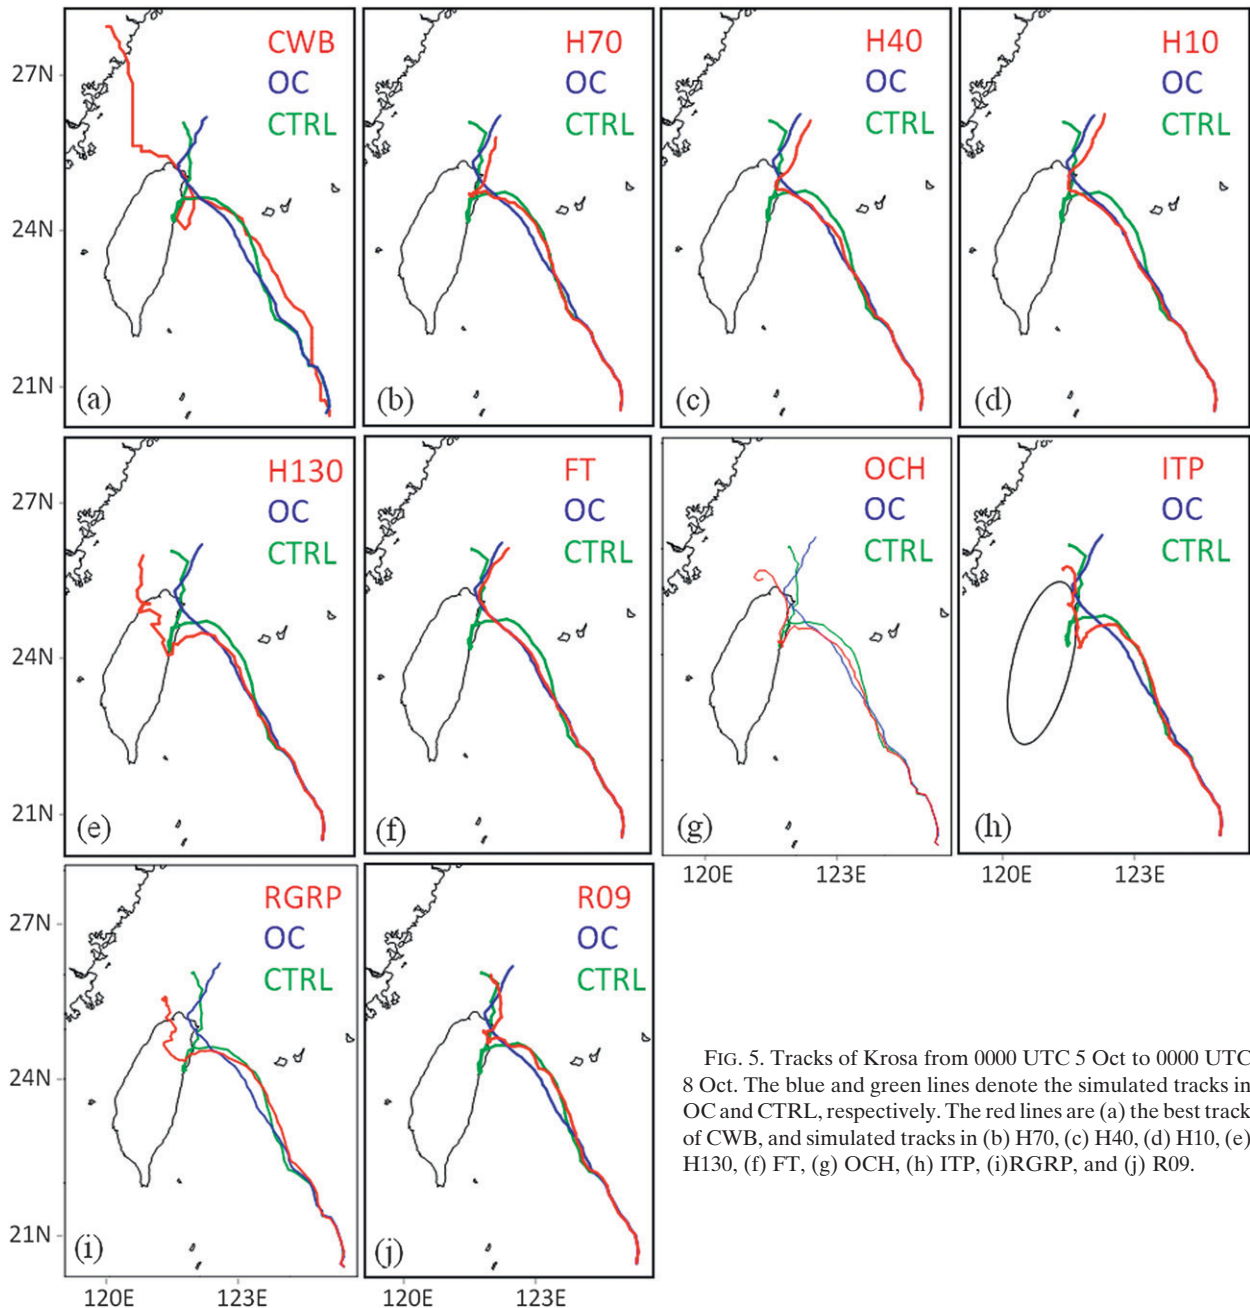 CWB
OC
CTRL
(a)
H70
OC
CTRL
(b)
H40
OC
CTRL
(c)
H10
OC
CTRL
(d)
27N
24N
21N
H130
OC
CTRL
(e)
FT
OC
CTRL
(f)
OCH
OC
CTRL
(g)
ITP
OC
CTRL
(h)
27N
24N
21N
120E 123E 120E 123E
RGRP
OC
CTRL
(i)
R09
OC
CTRL
(j)
27N
24N
21N
120E 123E 120E 123E
FIG. 5. Tracks of Krosa from 0000 UTC 5 Oct to 0000 UTC
8 Oct. The blue and green lines denote the simulated tracks in
OC and CTRL, respectively. The red lines are (a) the best track
of CWB, and simulated tracks in (b) H70, (c) H40, (d) H10, (e)
H130, (f) FT, (g) OCH, (h) ITP, (i)RGRP, and (j) R09.